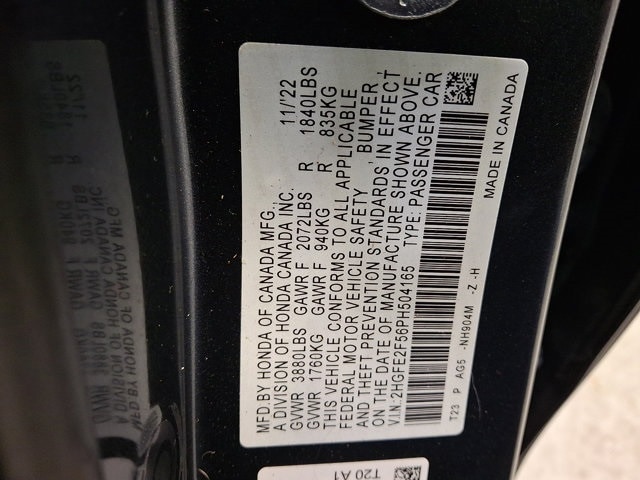 MFD BY HONDA OF CANADA MFG., 11/'22
A DIVISION OF HONDA CANADA INC.
GVWR 3880LBS GAWR F 2072LBS R 1840LBS
GVWR 1760KG GAWR F 940KG R 835KG
THIS VEHICLE CONFORMS TO ALL APPLICABLE
FEDERAL MOTOR VEHICLE SAFETY, BUMPER,
AND THEFT PREVENTION STANDARDS IN EFFECT
ON THE DATE OF MANUFACTURE SHOWN ABOVE.
V.I.N.:2HGFE2F56PH504165 TYPE: PASSENGER CAR
T23 P AG5 -NH904M -Z -H MADE IN CANADA
T20 A1